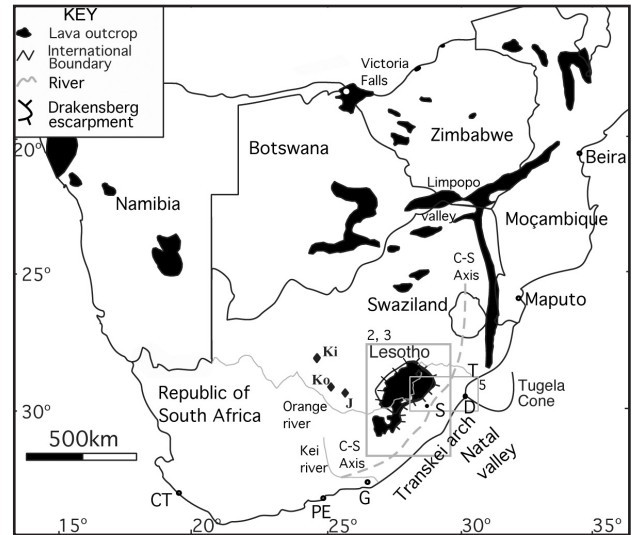 KEY
Lava outcrop
International
Boundary
River
Drakensberg
escarpment
Victoria
Falls
Zimbabwe
Botswana
20°
Beira
Limpopo
valley
Namibia
Moçambique
C-S
Axis
25°
Swaziland
Maputo
2, 3
Lesotho
Ki
Ko
J
T
5
Tugela
Cone
Republic of
South Africa
Orange
river
S
D
30°
500km
Kei
river
C-S
Axis
Transkei arch
Natal
valley
CT
PE
G
15°
20°
25°
30°
35°